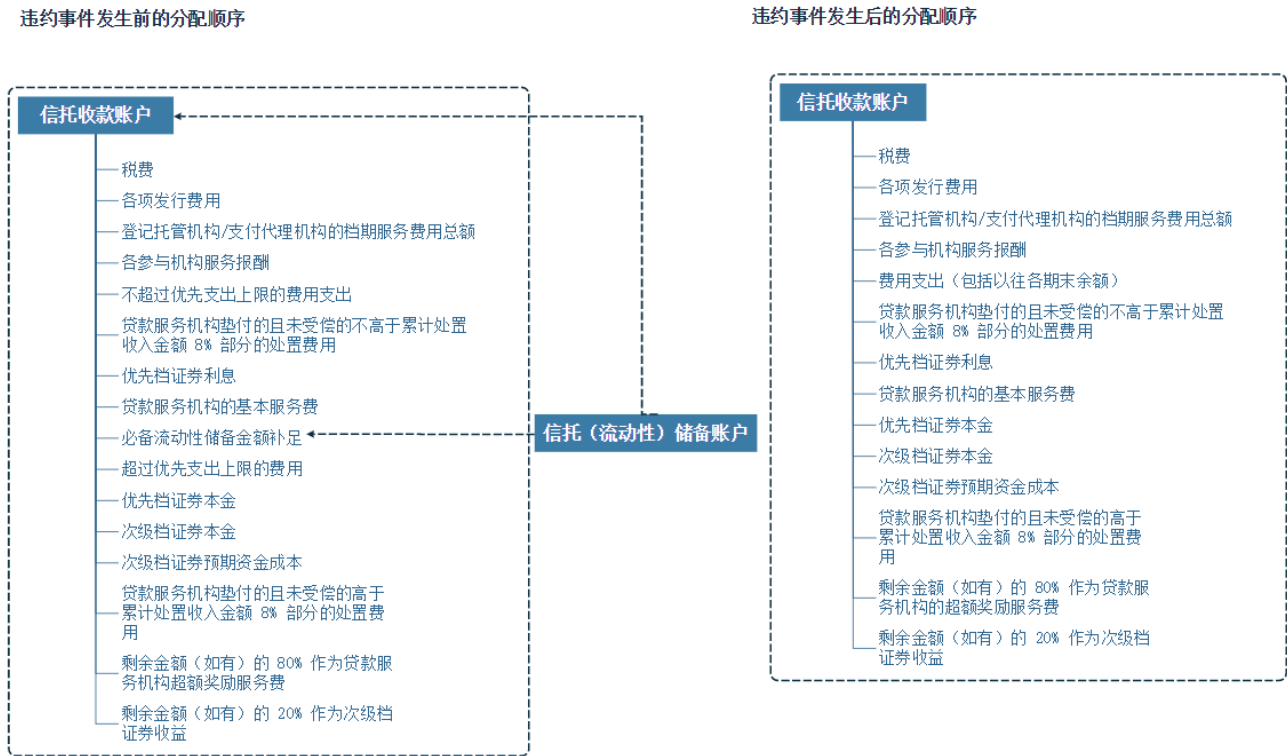 违约事件发生前的分配顺序
信托收款账户
税费
各项发行费用
登记托管机构/支付代理机构的档期服务费用总额
各参与机构服务报酬
不超过优先支出上限的费用支出
贷款服务机构垫付的且未受偿的不高于累计处置
收入金额 8% 部分的处置费用
优先档证券利息
贷款服务机构的基本服务费
必备流动性储备金额补足
超过优先支出上限的费用
优先档证券本金
次级档证券本金
次级档证券预期资金成本
贷款服务机构垫付的且未受偿的高于
累计处置收入金额 8% 部分的处置费
用
剩余金额（如有）的 80% 作为贷款服
务机构超额奖励服务费
剩余金额（如有）的 20% 作为次级档
证券收益
信托（流动性）储备账户
违约事件发生后的分配顺序
信托收款账户
税费
各项发行费用
登记托管机构/支付代理机构的档期服务费用总额
各参与机构服务报酬
费用支出（包括以往各期末余额）
贷款服务机构垫付的且未受偿的不高于累计处置
收入金额 8% 部分的处置费用
优先档证券利息
贷款服务机构的基本服务费
优先档证券本金
次级档证券本金
次级档证券预期资金成本
贷款服务机构垫付的且未受偿的高于
累计处置收入金额 8% 部分的处置费
用
剩余金额（如有）的 80% 作为贷款服
务机构的超额奖励服务费
剩余金额（如有）的 20% 作为次级档
证券收益